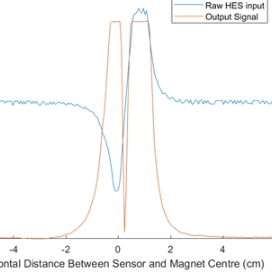 Raw HES input
Output Signal
-4 -2 0 2 4
ontal Distance Between Sensor and Magnet Centre (cm)